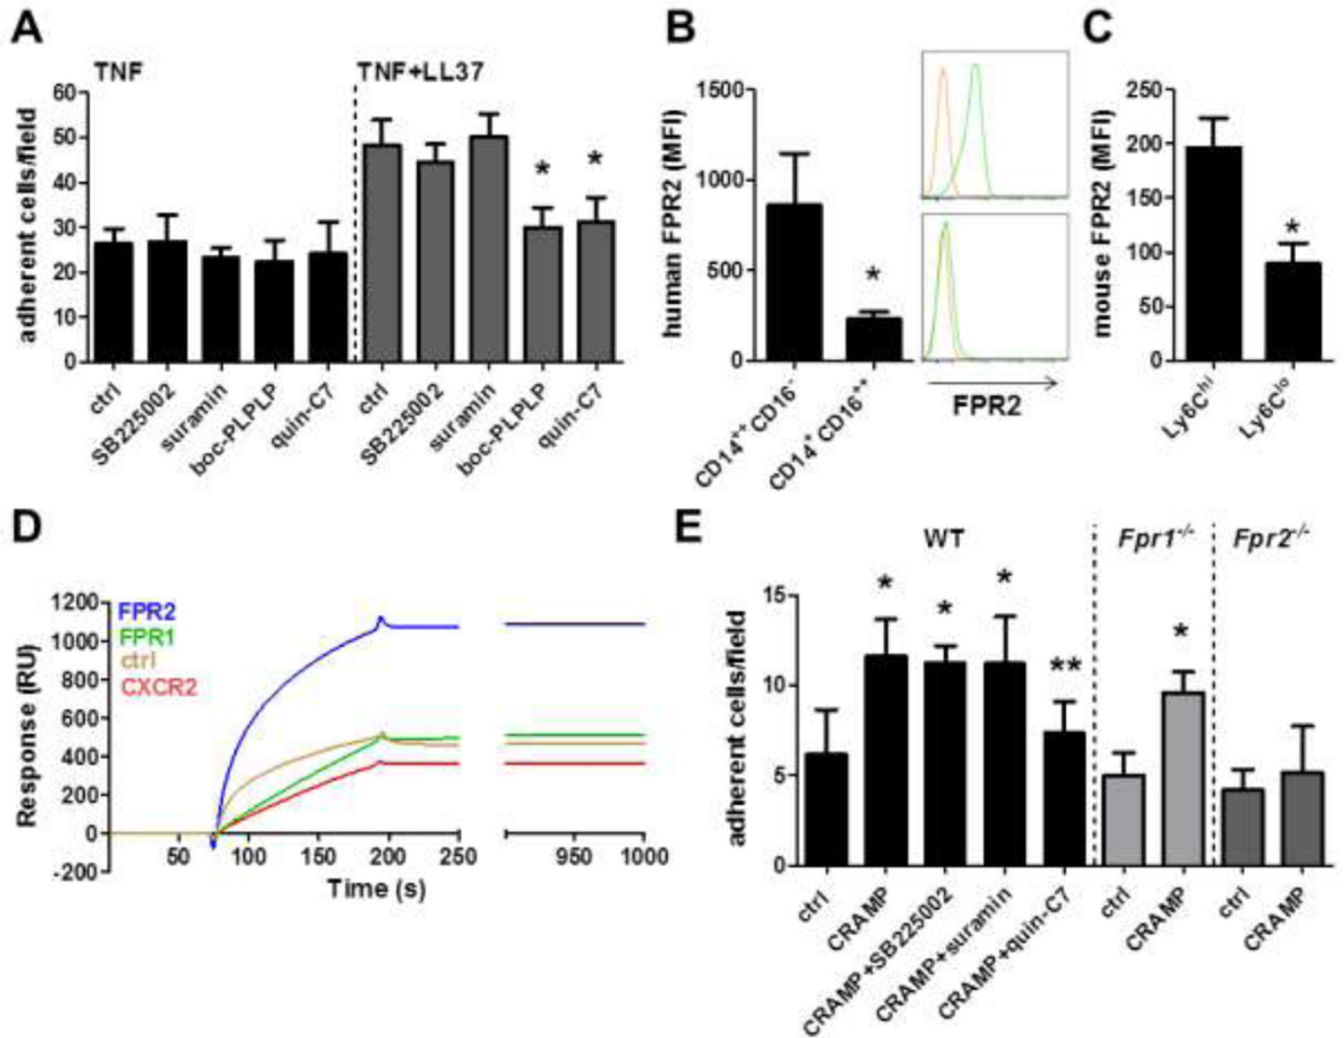 A
TNF
TNF+LL37
adherent cells/field
60
50
40
30
20
10
0
*
*
ctrl
SB225002
suramin
boc-PLPLP
quin-C7
ctrl
SB225002
suramin
boc-PLPLP
quin-C7
B
human FPR2 (MFI)
1500
1000
500
0
*
CD14++CD16-
CD14+CD16++
FPR2
C
mouse FPR2 (MFI)
250
200
150
100
50
0
*
Ly6Chi
Ly6Clo
D
Response (RU)
1200
1000
800
600
400
200
0
-200
FPR2
FPR1
ctrl
CXCR2
50
100
150
200
250
950
1000
Time (s)
E
WT
Fpr1-/-
Fpr2-/-
adherent cells/field
15
10
5
0
*
*
*
**
*
ctrl
CRAMP
CRAMP+SB225002
CRAMP+suramin
CRAMP+quin-C7
ctrl
CRAMP
ctrl
CRAMP